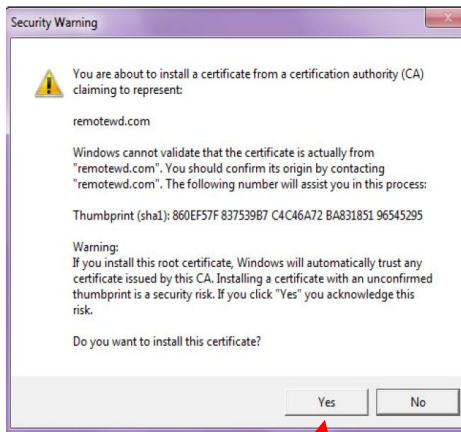 Security Warning
You are about to install a certificate from a certification authority (CA)
claiming to represent:
remotewd.com
Windows cannot validate that the certificate is actually from
"remotewd.com". You should confirm its origin by contacting
"remotewd.com". The following number will assist you in this process:
Thumbprint (sha1): 860EF57F 837539B7 C4C46A72 BA831851 96545295
Warning:
If you install this root certificate, Windows will automatically trust any
certificate issued by this CA. Installing a certificate with an unconfirmed
thumbprint is a security risk. If you click "Yes" you acknowledge this
risk.
Do you want to install this certificate?
Yes No